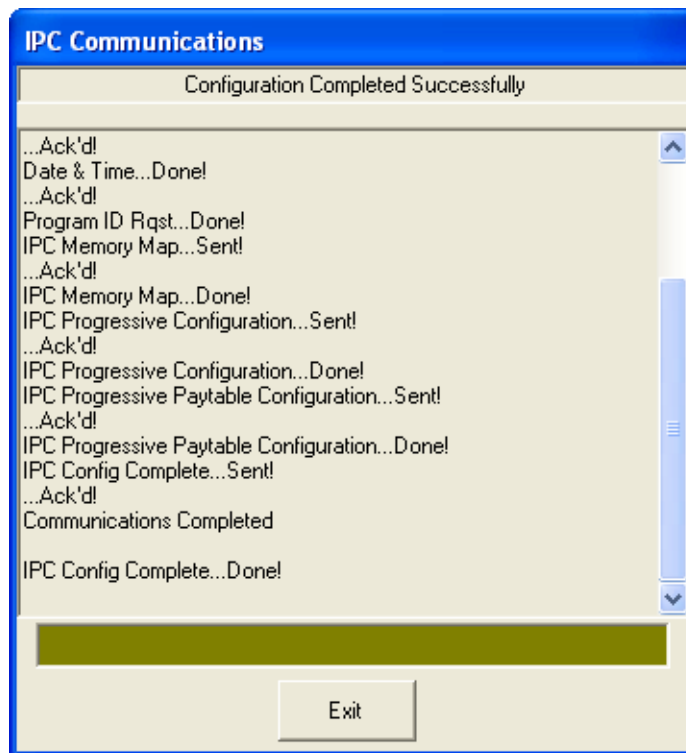 IPC Communications
Configuration Completed Successfully
...Ack'd!
Date & Time...Done!
...Ack'd!
Program ID Rqst...Done!
IPC Memory Map...Sent!
...Ack'd!
IPC Memory Map...Done!
IPC Progressive Configuration...Sent!
...Ack'd!
IPC Progressive Configuration...Done!
IPC Progressive Paytable Configuration...Sent!
...Ack'd!
IPC Progressive Paytable Configuration...Done!
IPC Config Complete...Sent!
...Ack'd!
Communications Completed
IPC Config Complete...Done!
Exit